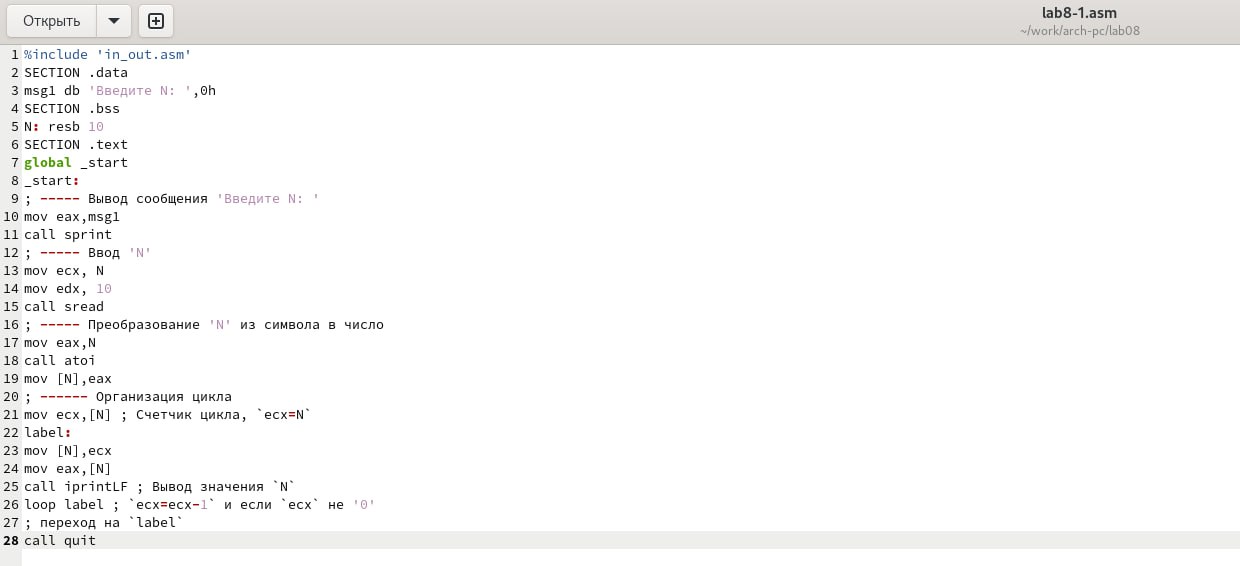 Открыть
lab8-1.asm
~/work/arch-pc/lab08
1 %include 'in_out.asm'
2 SECTION .data
3 msg1 db 'Введите N: ',0h
4 SECTION .bss
5 N: resb 10
6 SECTION .text
7 global _start
8 _start:
9 ; ----- Вывод сообщения 'Введите N: '
10 mov eax,msg1
11 call sprint
12 ; ----- Ввод 'N'
13 mov ecx, N
14 mov edx, 10
15 call sread
16 ; ----- Преобразование 'N' из символа в число
17 mov eax,N
18 call atoi
19 mov [N],eax
20 ; ------ Организация цикла
21 mov ecx,[N] ; Счетчик цикла, `ecx=N`
22 label:
23 mov [N],ecx
24 mov eax,[N]
25 call iprintLF ; Вывод значения `N`
26 loop label ; `ecx=ecx-1` и если `ecx` не '0'
27 ; переход на `label`
28 call quit